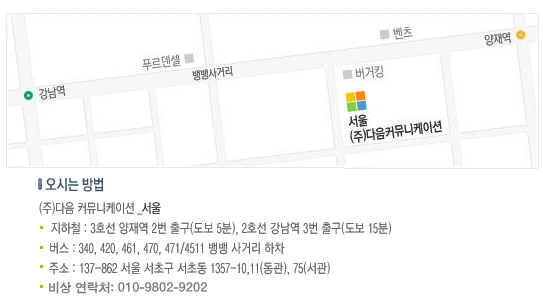 벤츠
양재역
푸르덴셜
뱅뱅사거리
버거킹
강남역
서울
(주)다음커뮤니케이션
오시는 방법
(주)다음 커뮤니케이션 _서울
지하철 : 3호선 양재역 2번 출구(도보 5분), 2호선 강남역 3번 출구(도보 15분)
버스 : 340, 420, 461, 470, 471/4511 뱅뱅 사거리 하차
주소 : 137-862 서울 서초구 서초동 1357-10,11(동관), 75(서관)
비상 연락처: 010-9802-9202